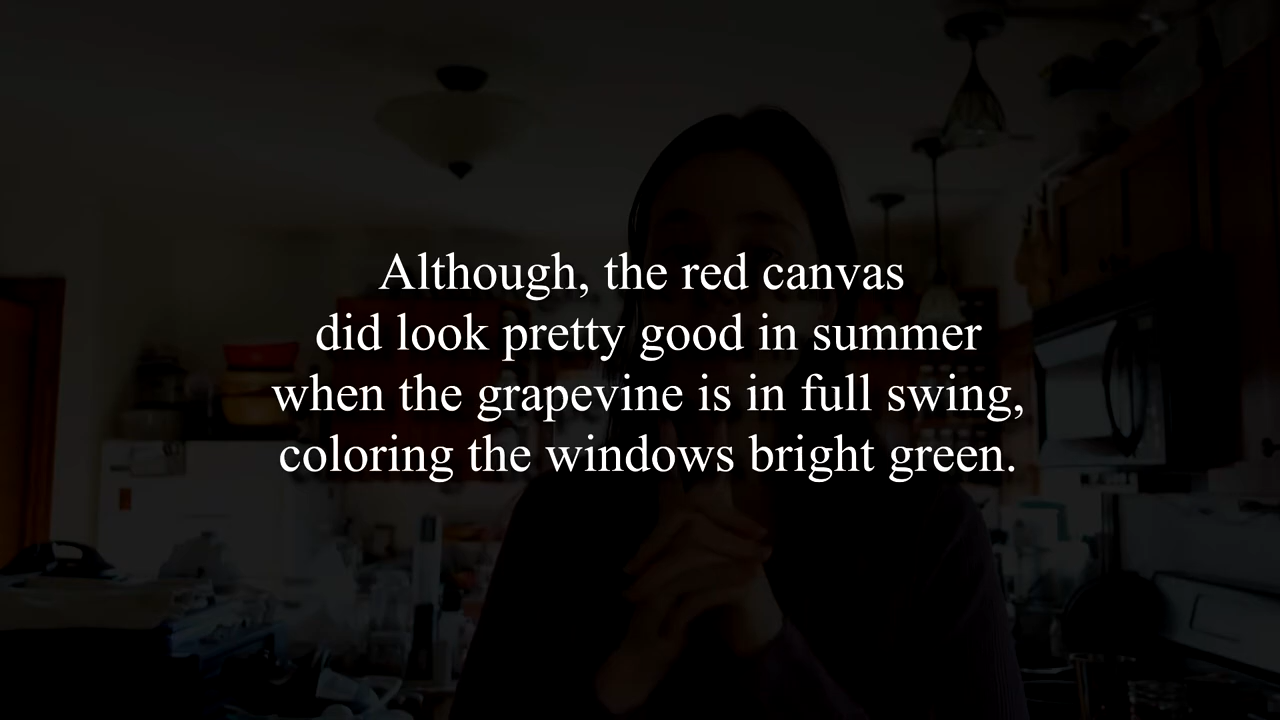 Although, the red canvas
did look pretty good in summer
when the grapevine is in full swing,
coloring the windows bright green.